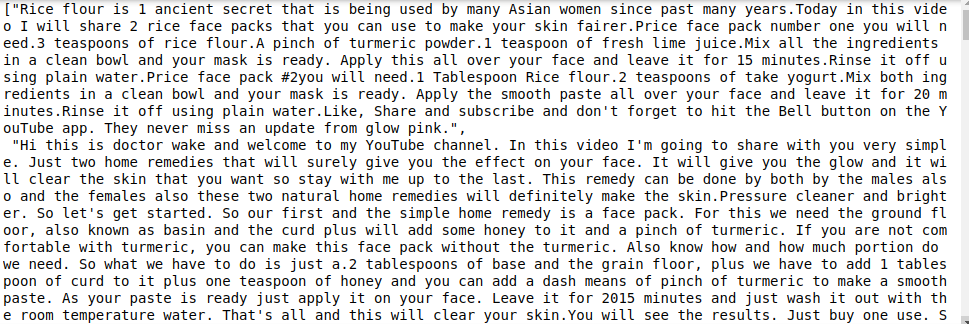 ["Rice flour is 1 ancient secret that is being used by many Asian women since past many years.Today in this vide
o I will share 2 rice face packs that you can use to make your skin fairer.Price face pack number one you will n
eed.3 teaspoons of rice flour.A pinch of turmeric powder.1 teaspoon of fresh lime juice.Mix all the ingredients
in a clean bowl and your mask is ready. Apply this all over your face and leave it for 15 minutes.Rinse it off u
sing plain water.Price face pack #2you will need.1 Tablespoon Rice flour.2 teaspoons of take yogurt.Mix both ing
redients in a clean bowl and your mask is ready. Apply the smooth paste all over your face and leave it for 20 m
inutes.Rinse it off using plain water.Like, Share and subscribe and don't forget to hit the Bell button on the Y
ouTube app. They never miss an update from glow pink.",
"Hi this is doctor wake and welcome to my YouTube channel. In this video I'm going to share with you very simpl
e. Just two home remedies that will surely give you the effect on your face. It will give you the glow and it wi
ll clear the skin that you want so stay with me up to the last. This remedy can be done by both by the males als
o and the females also these two natural home remedies will definitely make the skin.Pressure cleaner and bright
er. So let's get started. So our first and the simple home remedy is a face pack. For this we need the ground fl
oor, also known as basin and the curd plus will add some honey to it and a pinch of turmeric. If you are not com
fortable with turmeric, you can make this face pack without the turmeric. Also know how and how much portion do
we need. So what we have to do is just a.2 tablespoons of base and the grain floor, plus we have to add 1 tables
poon of curd to it plus one teaspoon of honey and you can add a dash means of pinch of turmeric to make a smooth
paste. As your paste is ready just apply it on your face. Leave it for 2015 minutes and just wash it out with th
e room temperature water. That's all and this will clear your skin.You will see the results. Just buy one use. S